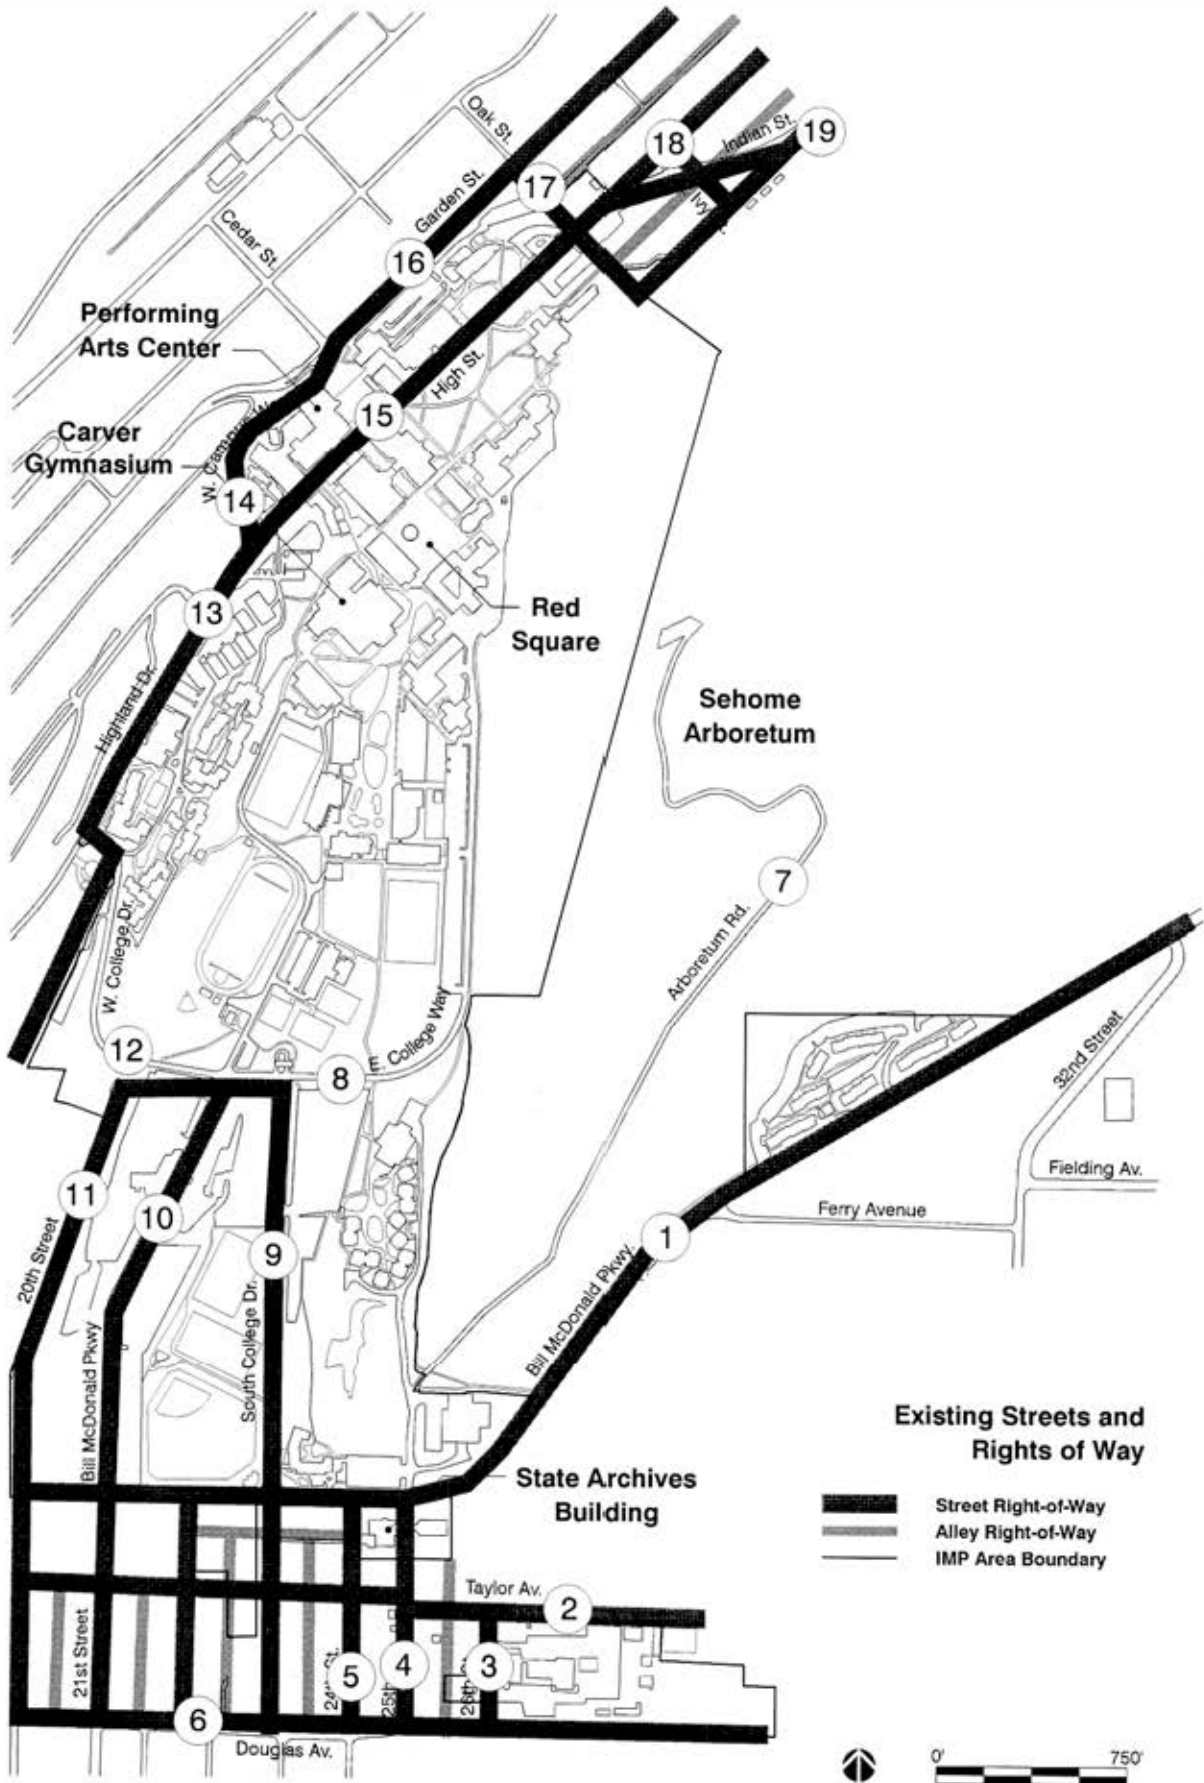 19
Indian St.
18
Oak St.
17
Ivy
Garden St.
Cedar St.
16
Performing
Arts Center
High St.
15
Carver
Gymnasium
14
13
Red
Square
Highland Dr.
Sehome
Arboretum
7
Arboretum Rd.
W. College Dr.
12
E. College Way
8
32nd Street
Fielding Av.
Ferry Avenue
11
10
9
1
20th Street
Bill McDonald Pkwy
South College Dr.
Bill McDonald Pkwy.
Existing Streets and
Rights of Way
State Archives
Building
Street Right-of-Way
Alley Right-of-Way
IMP Area Boundary
Taylor Av.
2
21st Street
5
4
3
6
Douglas Av.
0'
750'